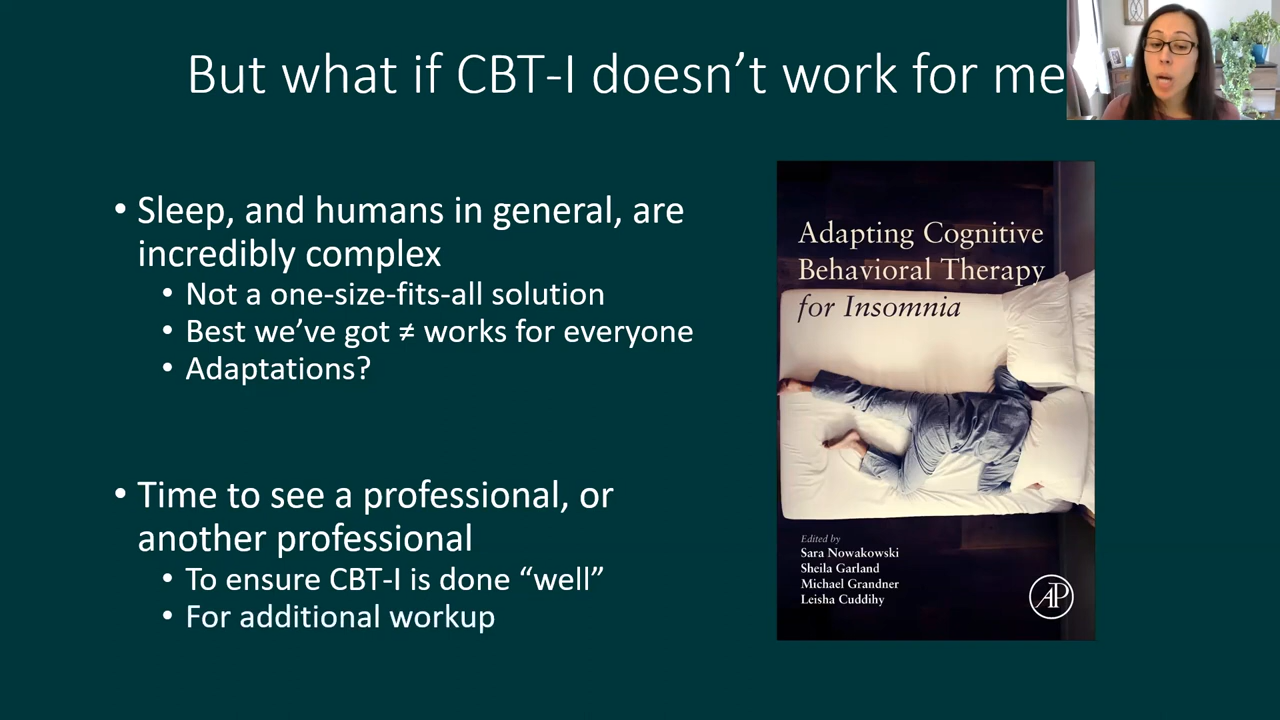 But what if CBT-I doesn’t work for me
• Sleep, and humans in general, are
incredibly complex
• Not a one-size-fits-all solution
• Best we’ve got ≠ works for everyone
• Adaptations?
• Time to see a professional, or
another professional
• To ensure CBT-I is done “well”
• For additional workup
Adapting Cognitive
Behavioral Therapy
for Insomnia
Edited by
Sara Nowakowski
Sheila Garland
Michael Grandner
Leisha Cuddihy
AP